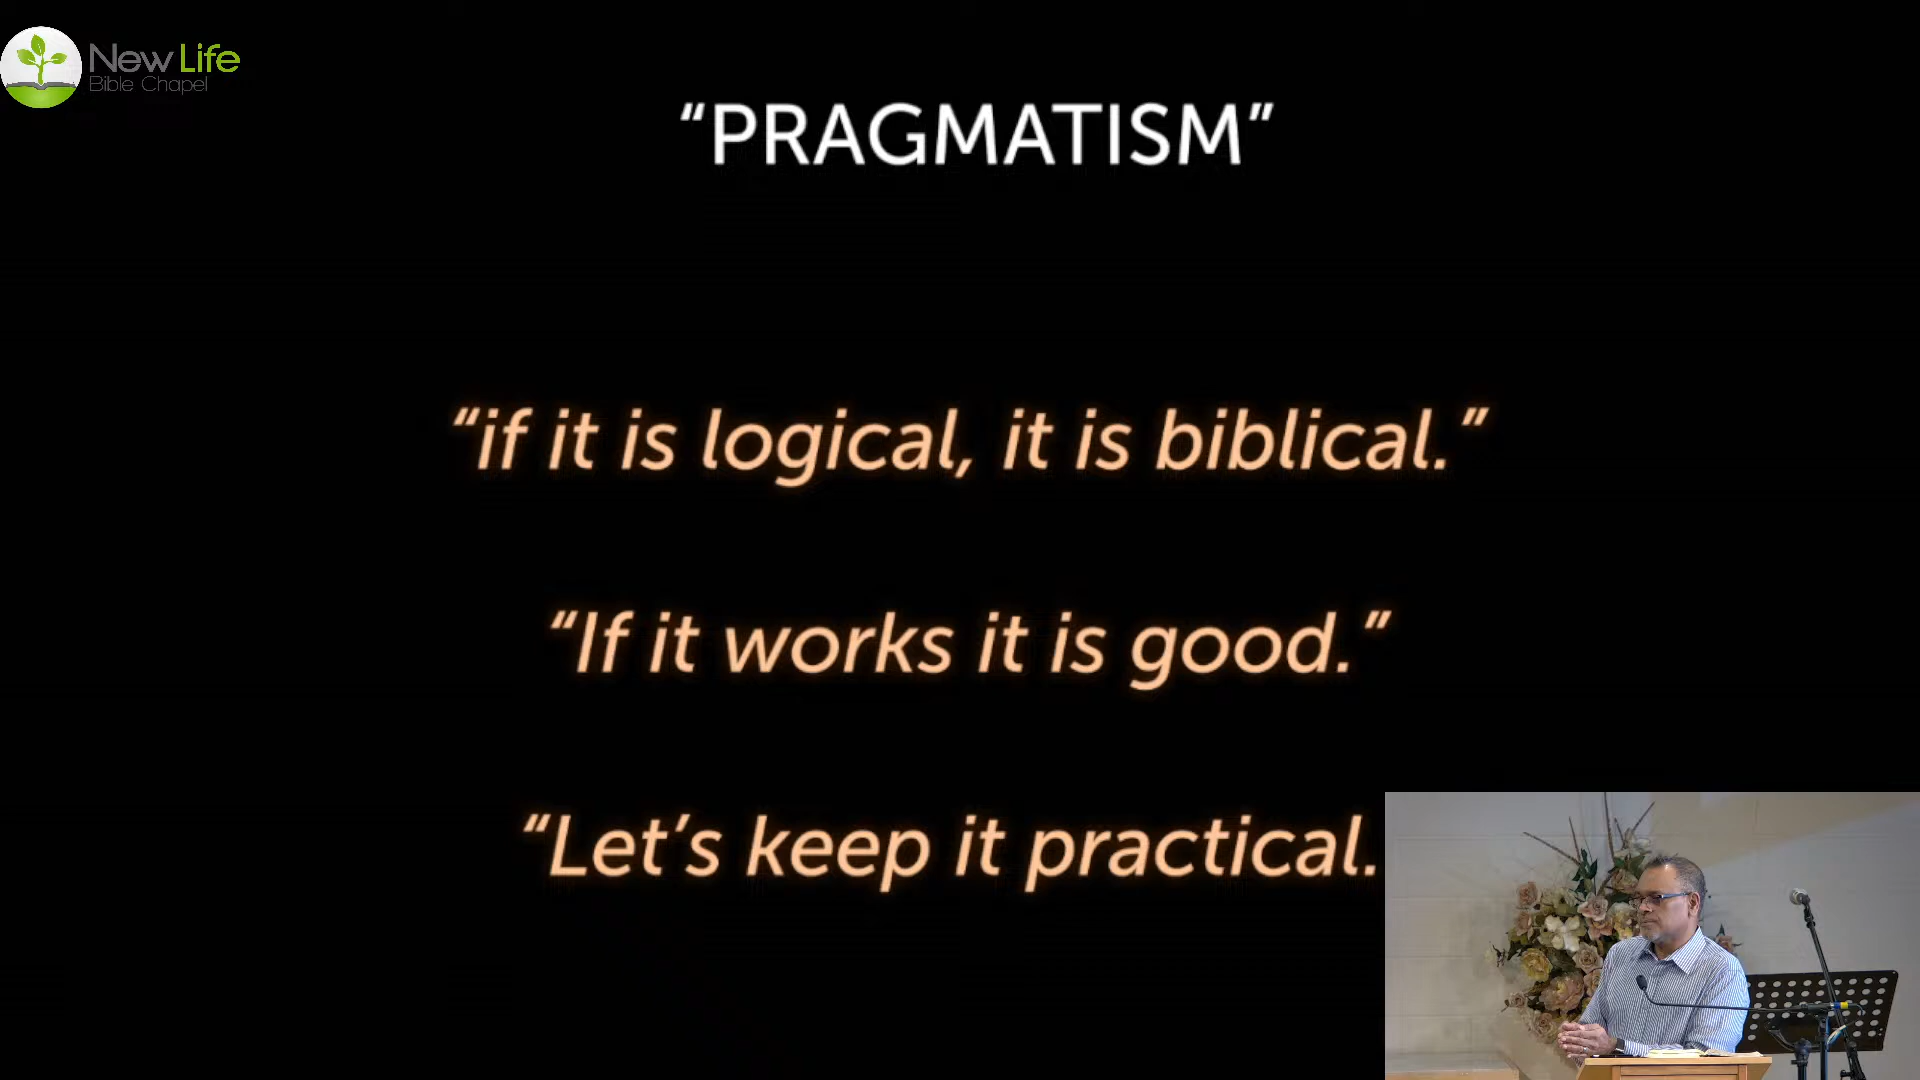 New Life
Bible Chapel
“PRAGMATISM”
“if it is logical, it is biblical.”
“If it works it is good.”
“Let’s keep it practical.